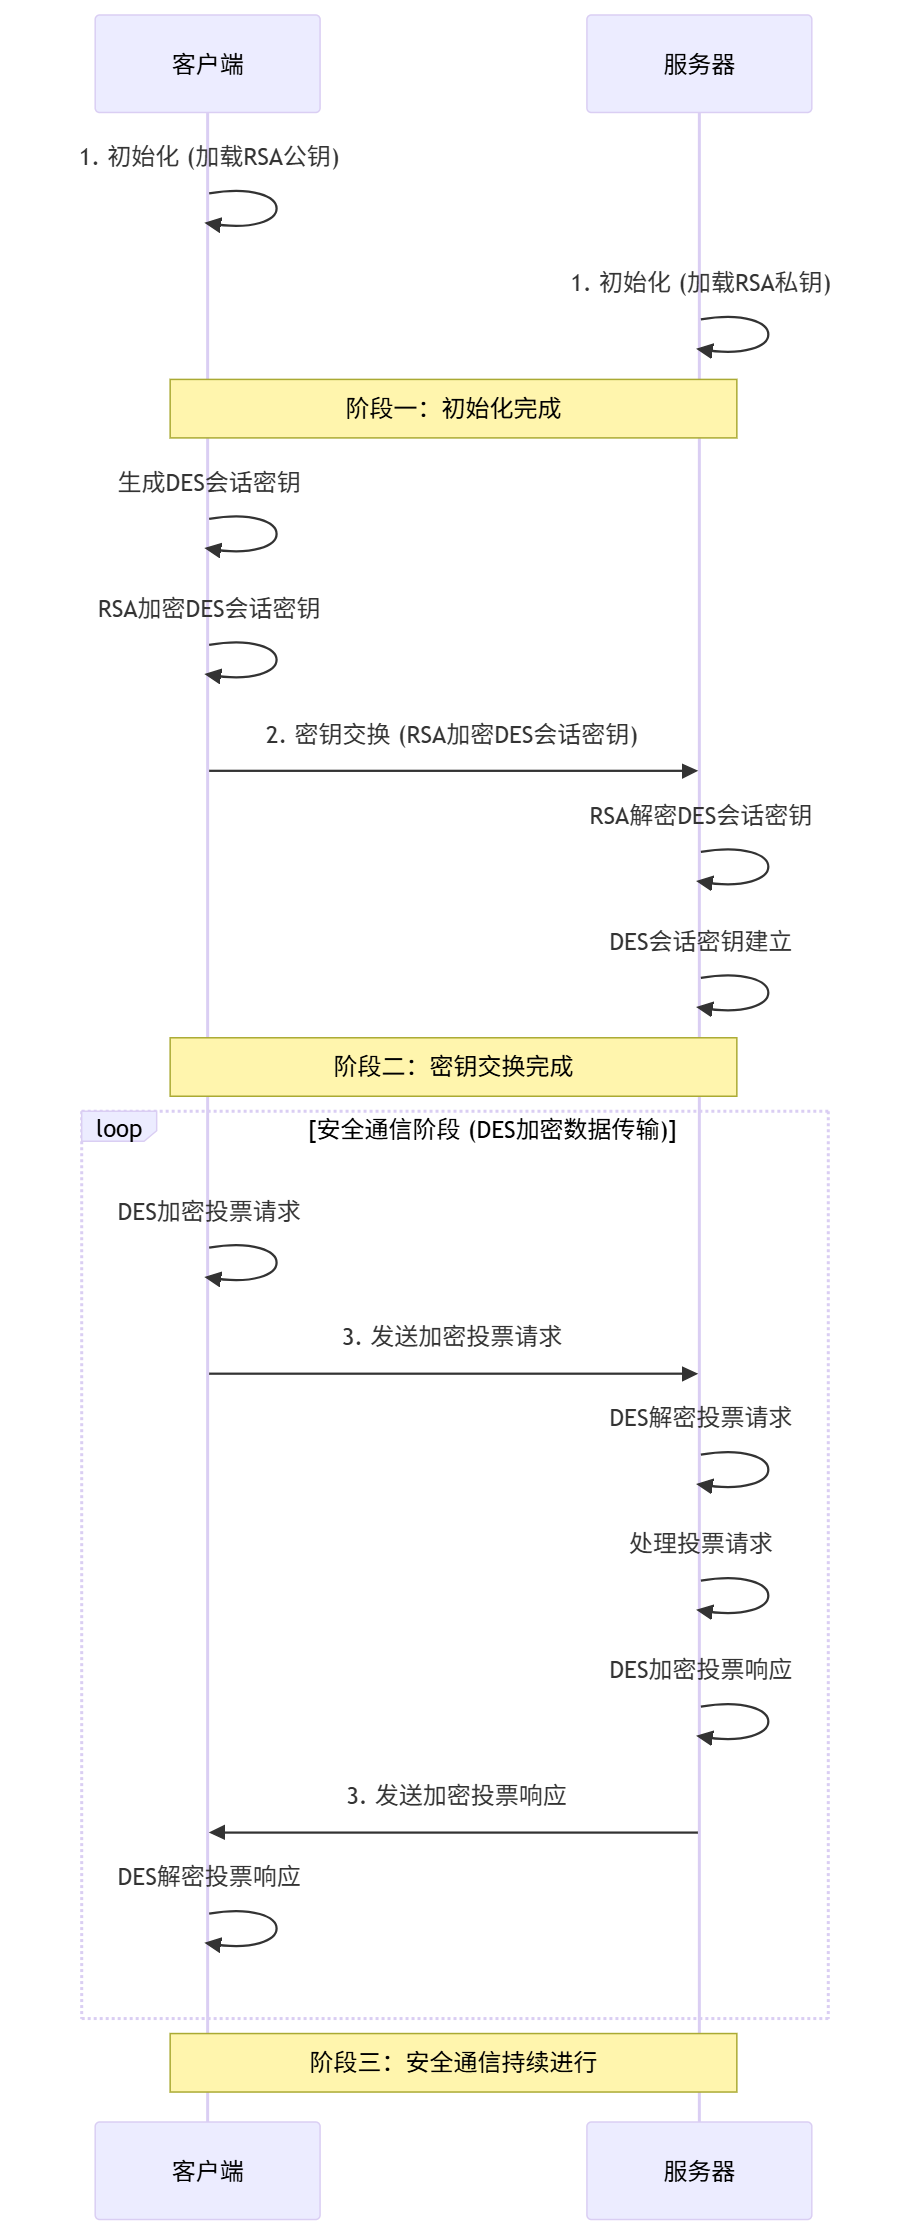 客户端
服务器
1. 初始化 (加载RSA公钥)
1. 初始化 (加载RSA私钥)
阶段一：初始化完成
生成DES会话密钥
RSA加密DES会话密钥
2. 密钥交换 (RSA加密DES会话密钥)
RSA解密DES会话密钥
DES会话密钥建立
阶段二：密钥交换完成
loop
[安全通信阶段 (DES加密数据传输)]
DES加密投票请求
3. 发送加密投票请求
DES解密投票请求
处理投票请求
DES加密投票响应
3. 发送加密投票响应
DES解密投票响应
阶段三：安全通信持续进行
客户端
服务器